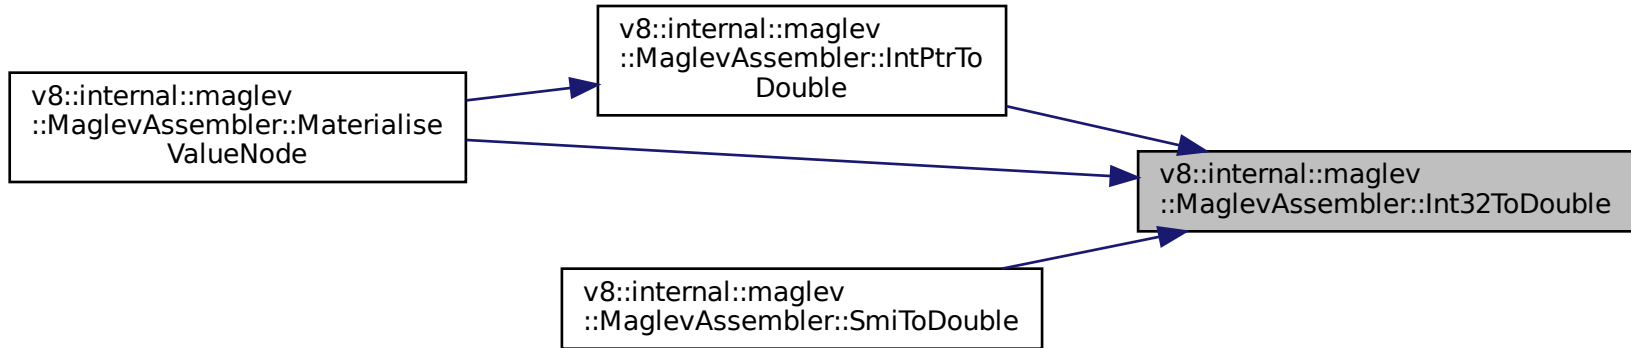 v8::internal::maglev
::MaglevAssembler::Materialise
ValueNode
v8::internal::maglev
::MaglevAssembler::IntPtrTo
Double
v8::internal::maglev
::MaglevAssembler::Int32ToDouble
v8::internal::maglev
::MaglevAssembler::SmiToDouble